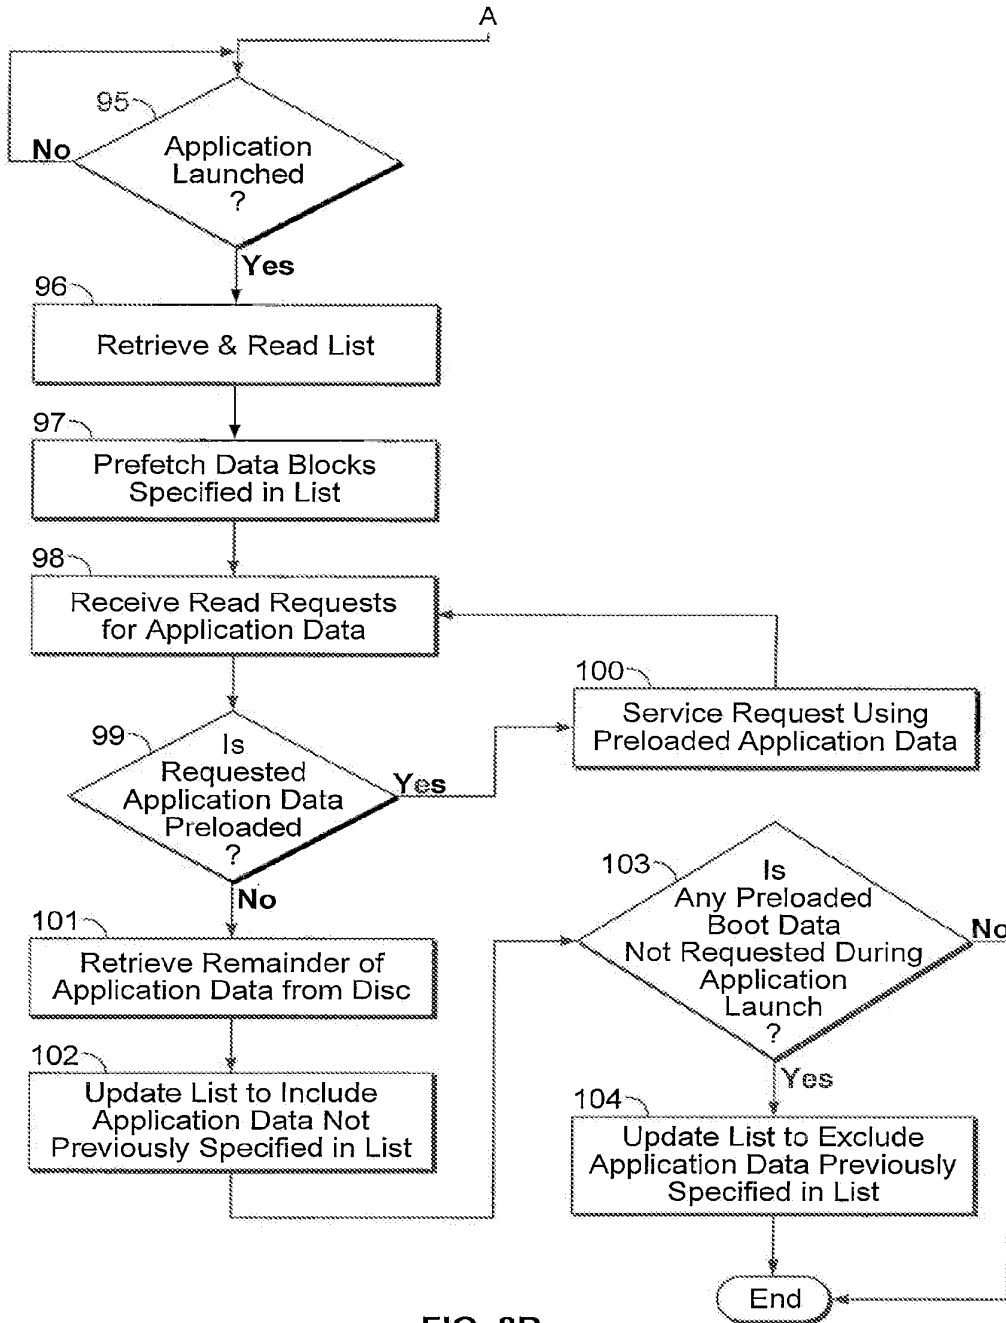 A
95
No
Application
Launched
?
Yes
96
Retrieve & Read List
97
Prefetch Data Blocks
Specified in List
98
Receive Read Requests
for Application Data
100
Service Request Using
Preloaded Application Data
99
Is
Requested
Application Data
Preloaded
?
Yes
No
101
Retrieve Remainder of
Application Data from Disc
102
Update List to Include
Application Data Not
Previously Specified in List
103
Is
Any Preloaded
Boot Data
Not Requested During
Application
Launch
?
No
Yes
104
Update List to Exclude
Application Data Previously
Specified in List
End